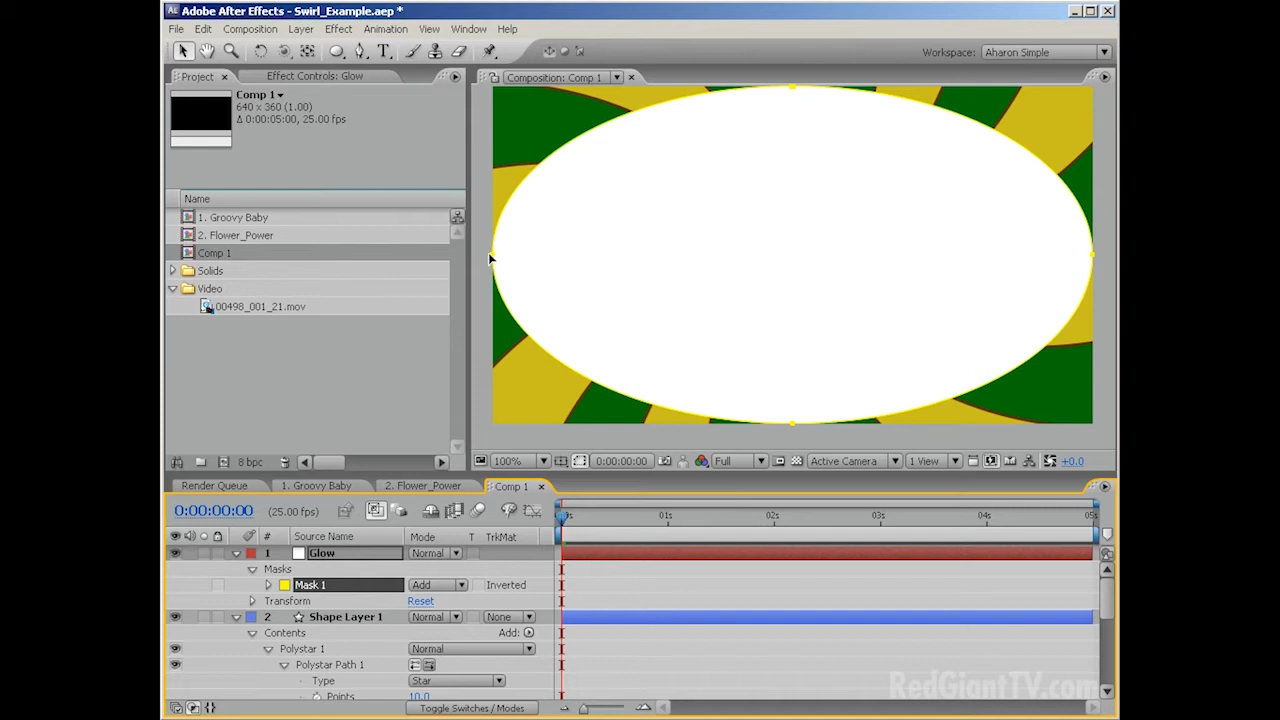 Adobe After Effects - Swirl_Example.aep *
File Edit Composition Layer Effect Animation View Window Help
Workspace: Aharon Simple
Project × Effect Controls: Glow
Composition: Comp 1
Comp 1
640 x 360 (1.00)
Δ 0:00:05:00, 25.00 fps
Name
1. Groovy Baby
2. Flower_Power
Comp 1
Solids
Video
00498_001_21.mov
8 bpc
100% 0:00:00:00 Full Active Camera 1 View +0.0
Render Queue 1. Groovy Baby 2. Flower_Power Comp 1 ×
0:00:00:00 (25.00 fps)
01s 02s 03s 04s 05s
# Source Name Mode T TrkMat
1 Glow Normal
Masks
Mask 1 Add Inverted
Transform Reset
2 Shape Layer 1 Normal None
Contents Add:
Polystar 1 Normal
Polystar Path 1
Type Star
Points 10.0
Toggle Switches / Modes
RedGiantTV.com